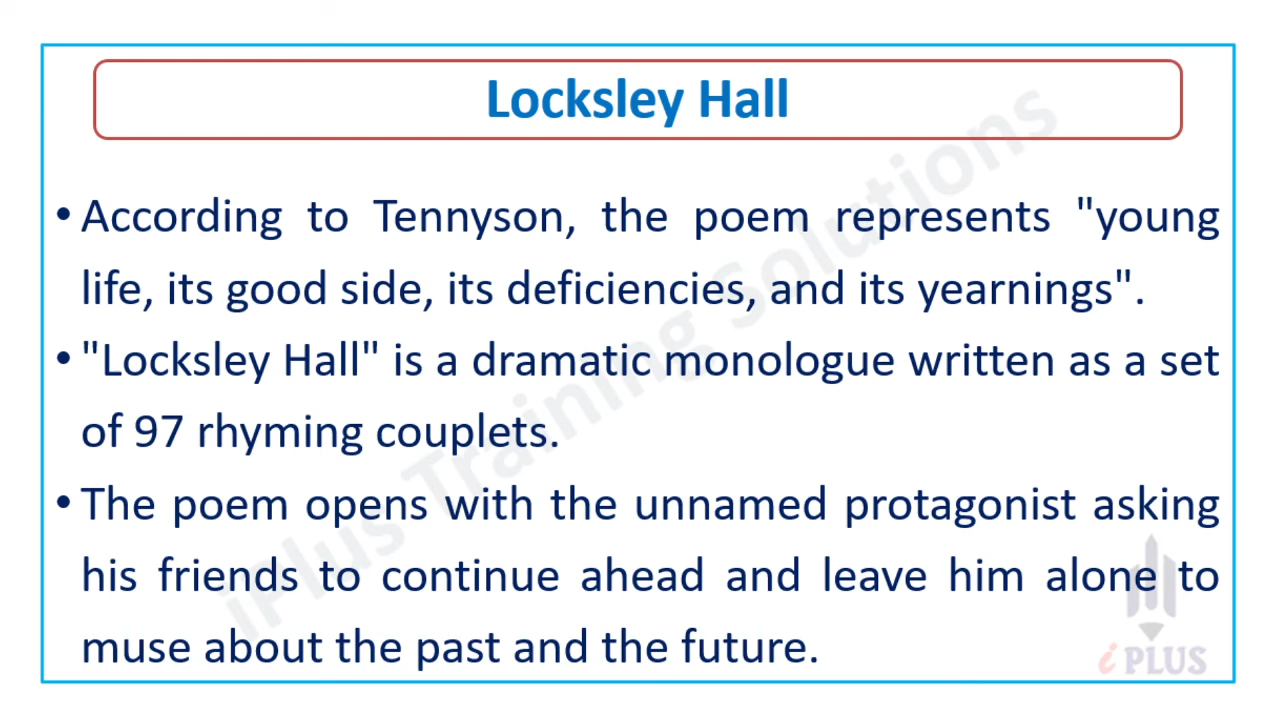 Locksley Hall
• According to Tennyson, the poem represents "young
life, its good side, its deficiencies, and its yearnings".
• "Locksley Hall" is a dramatic monologue written as a set
of 97 rhyming couplets.
• The poem opens with the unnamed protagonist asking
his friends to continue ahead and leave him alone to
muse about the past and the future.
iPlus Training Solutions
i PLUS